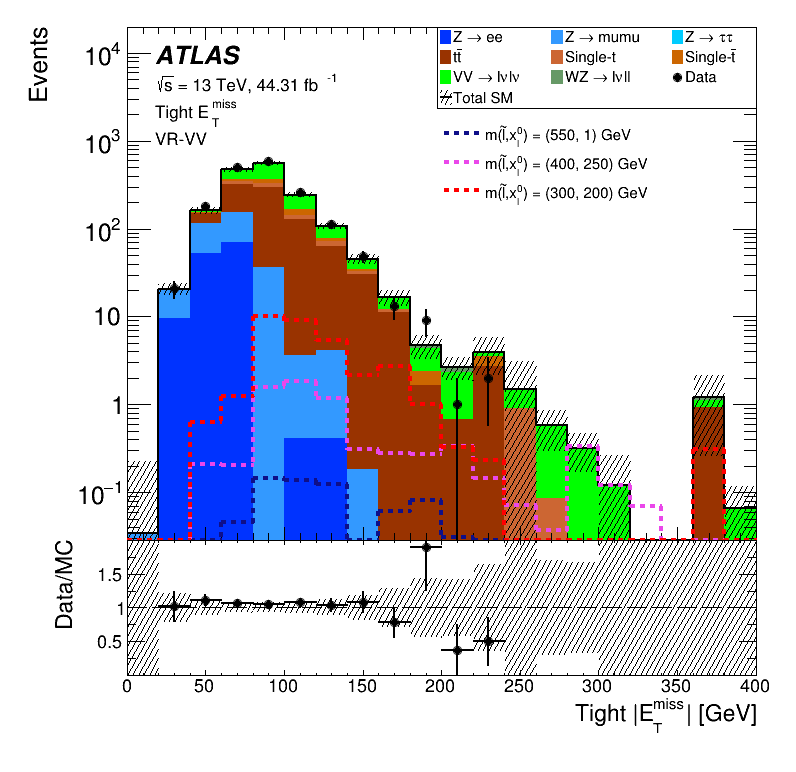 Events
10⁴
10³
10²
10
1
10⁻¹
ATLAS
√s = 13 TeV, 44.31 fb⁻¹
Tight E_T^miss
VR-VV
Z → ee
Z → mumu
Z → ττ
tt̄
Single-t
Single-t̄
VV → lνlν
WZ → lνll
Data
Total SM
m(l̃,x̃₁⁰) = (550, 1) GeV
m(l̃,x̃₁⁰) = (400, 250) GeV
m(l̃,x̃₁⁰) = (300, 200) GeV
Data/MC
1.5
1
0.5
0 50 100 150 200 250 300 350 400
Tight |E_T^miss| [GeV]